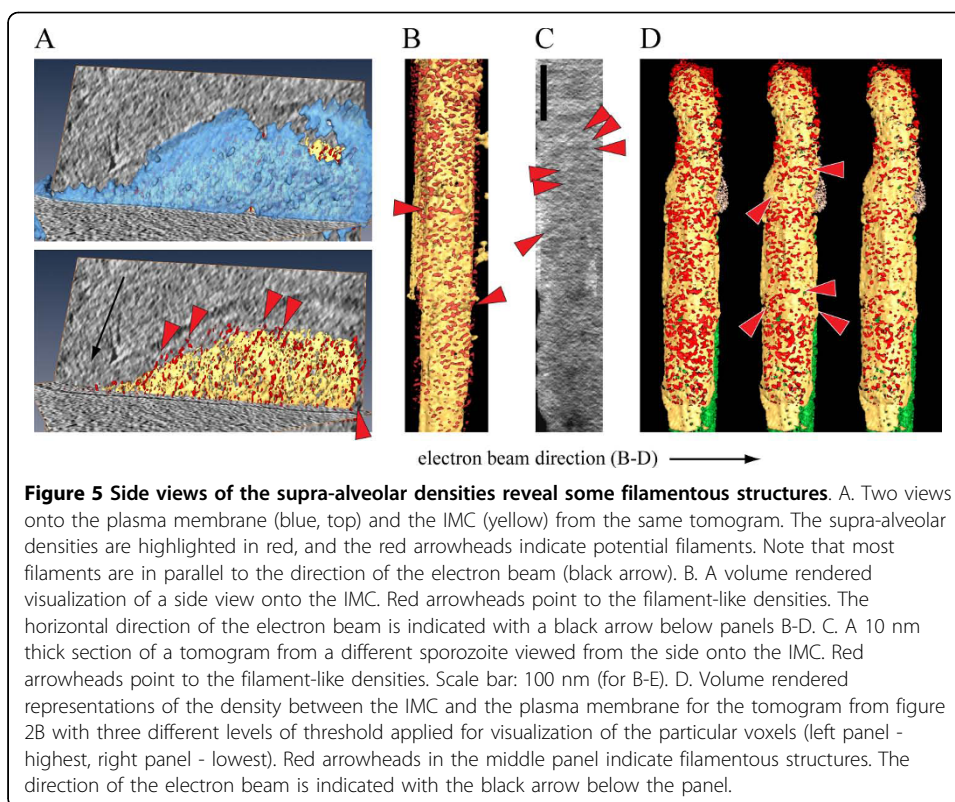 A
B
C
D
electron beam direction (B-D)
Figure 5 Side views of the supra-alveolar densities reveal some filamentous structures. A. Two views
onto the plasma membrane (blue, top) and the IMC (yellow) from the same tomogram. The supra-alveolar
densities are highlighted in red, and the red arrowheads indicate potential filaments. Note that most
filaments are in parallel to the direction of the electron beam (black arrow). B. A volume rendered
visualization of a side view onto the IMC. Red arrowheads point to the filament-like densities. The
horizontal direction of the electron beam is indicated with a black arrow below panels B-D. C. A 10 nm
thick section of a tomogram from a different sporozoite viewed from the side onto the IMC. Red
arrowheads point to the filament-like densities. Scale bar: 100 nm (for B-E). D. Volume rendered
representations of the density between the IMC and the plasma membrane for the tomogram from figure
2B with three different levels of threshold applied for visualization of the particular voxels (left panel -
highest, right panel - lowest). Red arrowheads in the middle panel indicate filamentous structures. The
direction of the electron beam is indicated with the black arrow below the panel.